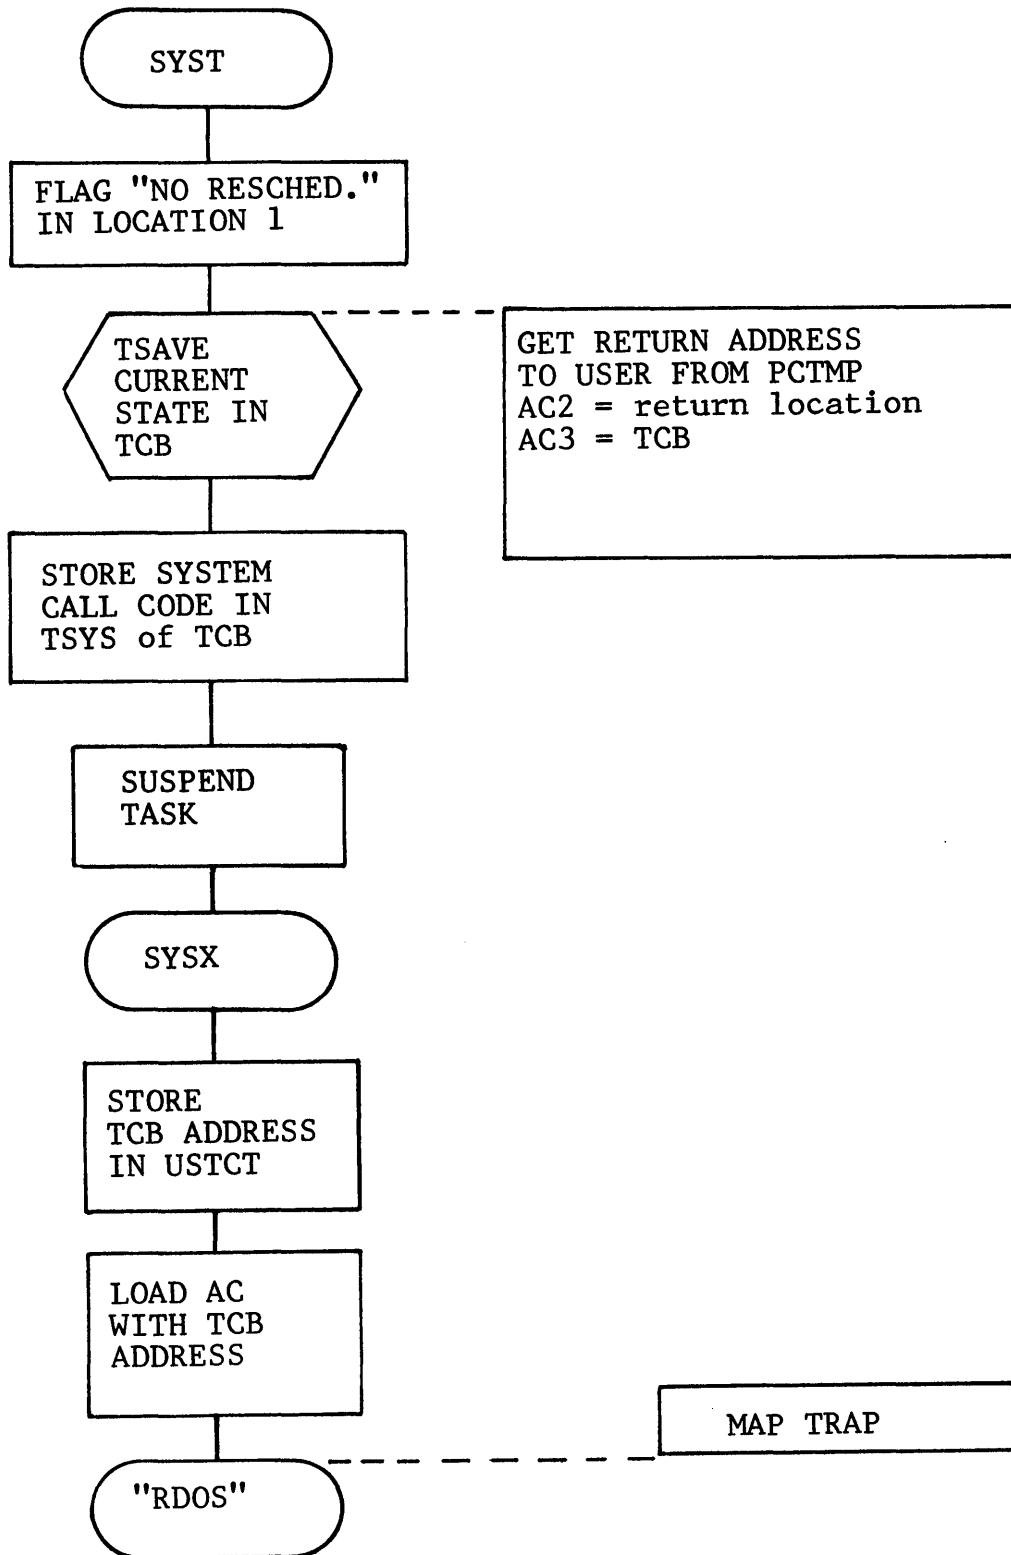 SYST
FLAG "NO RESCHED."
IN LOCATION 1
TSAVE
CURRENT
STATE IN
TCB
GET RETURN ADDRESS
TO USER FROM PCTMP
AC2 = return location
AC3 = TCB
STORE SYSTEM
CALL CODE IN
TSYS of TCB
SUSPEND
TASK
SYSX
STORE
TCB ADDRESS
IN USTCT
LOAD AC
WITH TCB
ADDRESS
MAP TRAP
"RDOS"